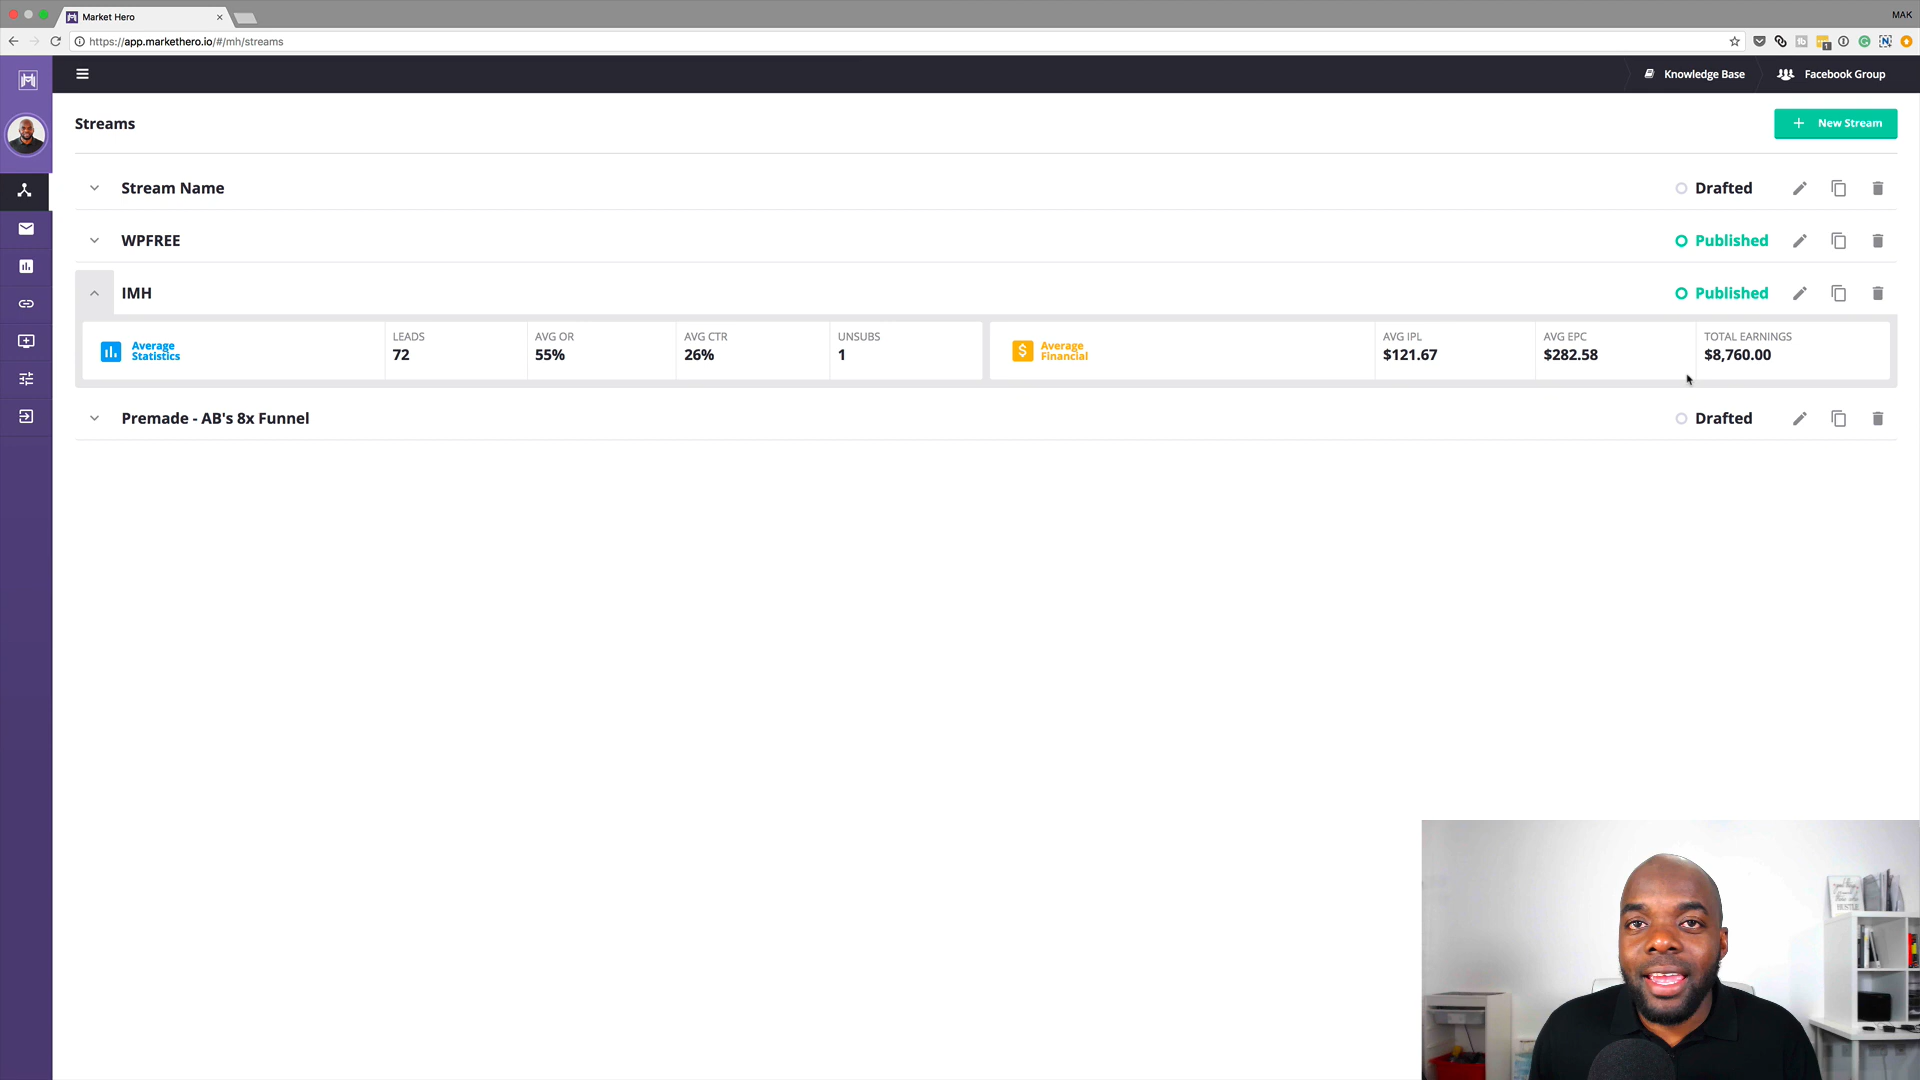 Market Hero
MAK
https://app.markethero.io/#/mh/streams
1
Knowledge Base
Facebook Group
Streams
+ New Stream
Stream Name
Drafted
WPFREE
Published
IMH
Published
Average
Statistics
LEADS
72
AVG OR
55%
AVG CTR
26%
UNSUBS
1
$
Average
Financial
AVG IPL
$121.67
AVG EPC
$282.58
TOTAL EARNINGS
$8,760.00
Premade - AB's 8x Funnel
Drafted
HUSTLE